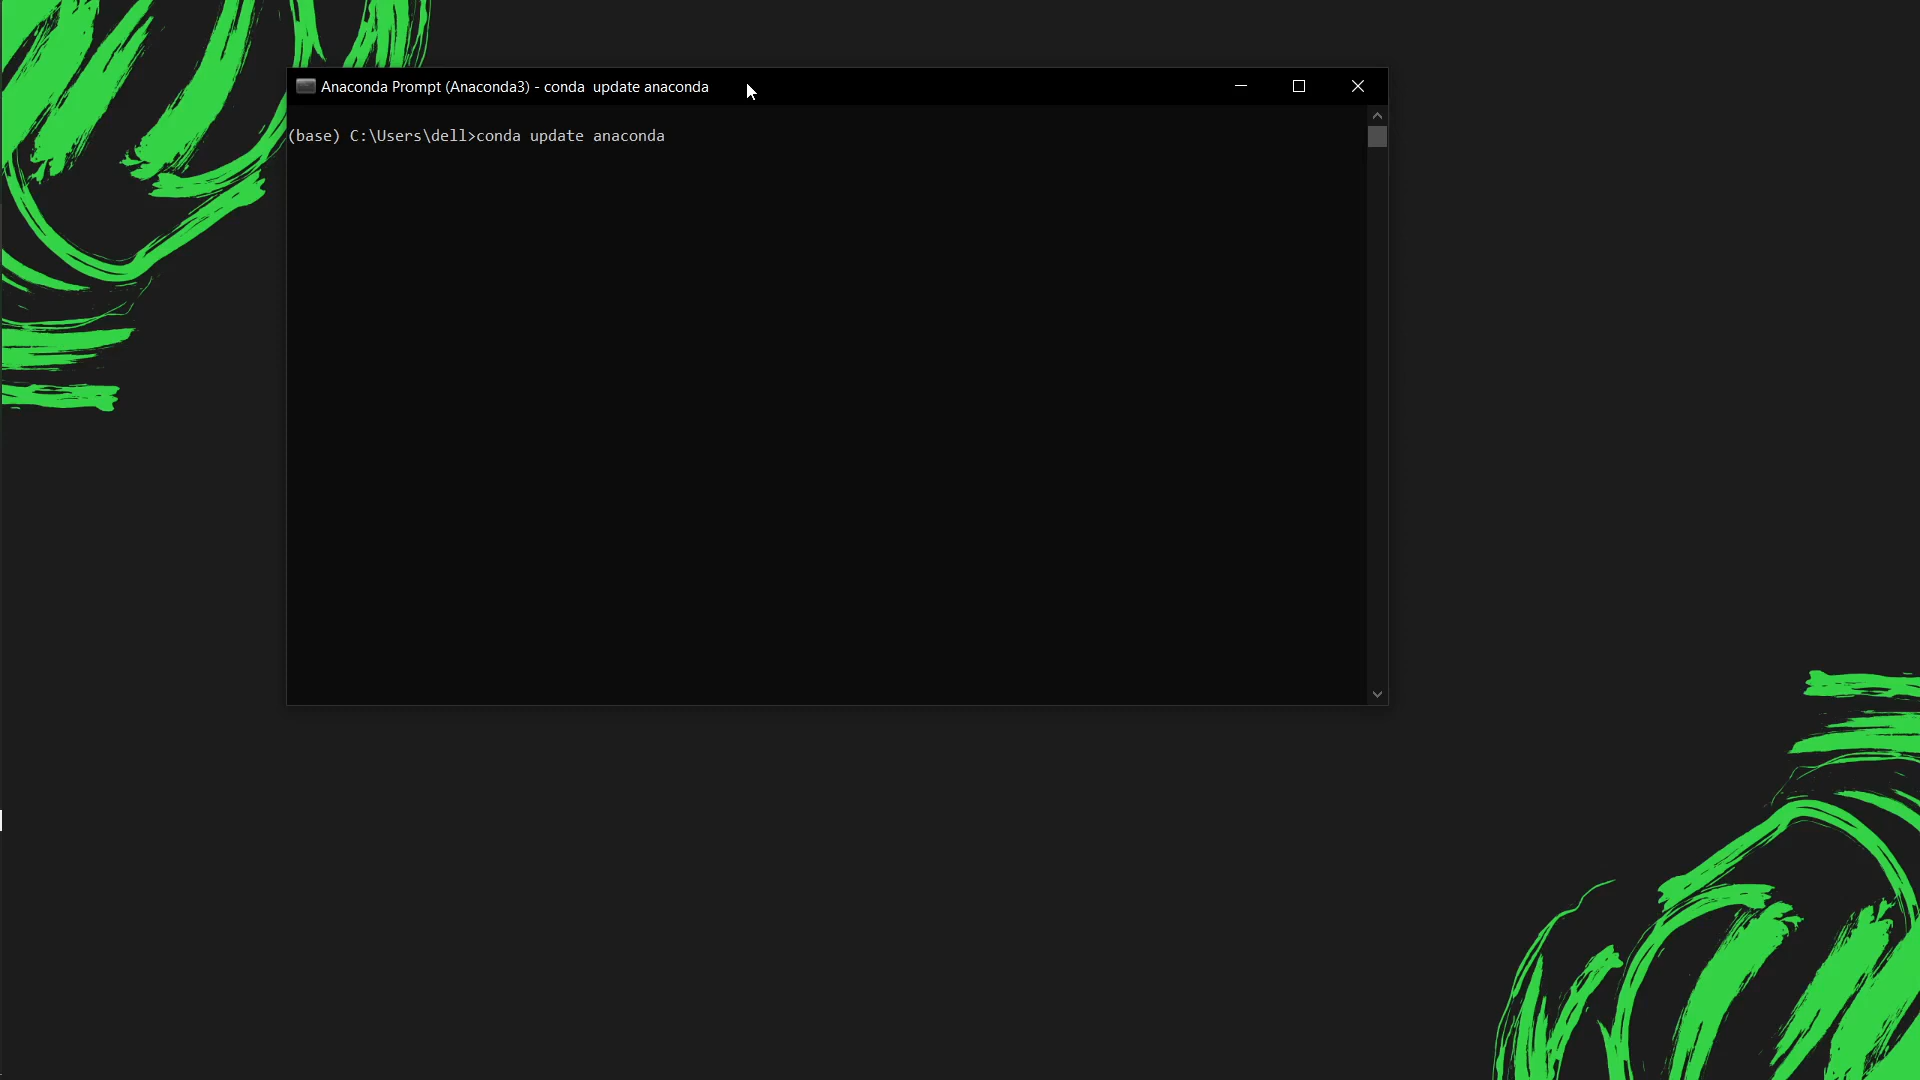 Anaconda Prompt (Anaconda3) - conda  update anaconda
(base) C:\Users\dell>conda update anaconda